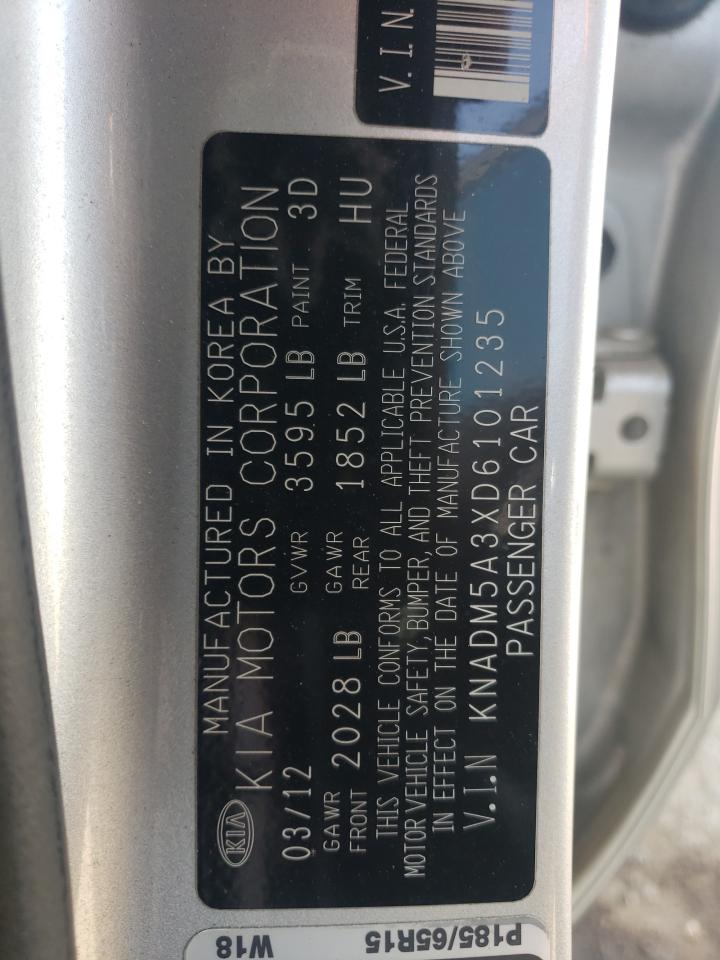 V.I.N.
MANUFACTURED IN KOREA BY
KIA KIA MOTORS CORPORATION
03/12 GVWR 3595 LB PAINT 3D
GAWR FRONT 2028 LB GAWR REAR 1852 LB TRIM HU
THIS VEHICLE CONFORMS TO ALL APPLICABLE U.S.A. FEDERAL
MOTOR VEHICLE SAFETY, BUMPER, AND THEFT PREVENTION STANDARDS
IN EFFECT ON THE DATE OF MANUFACTURE SHOWN ABOVE
V.I.N KNADM5A3XD6101235
PASSENGER CAR
P185/65R15
W18